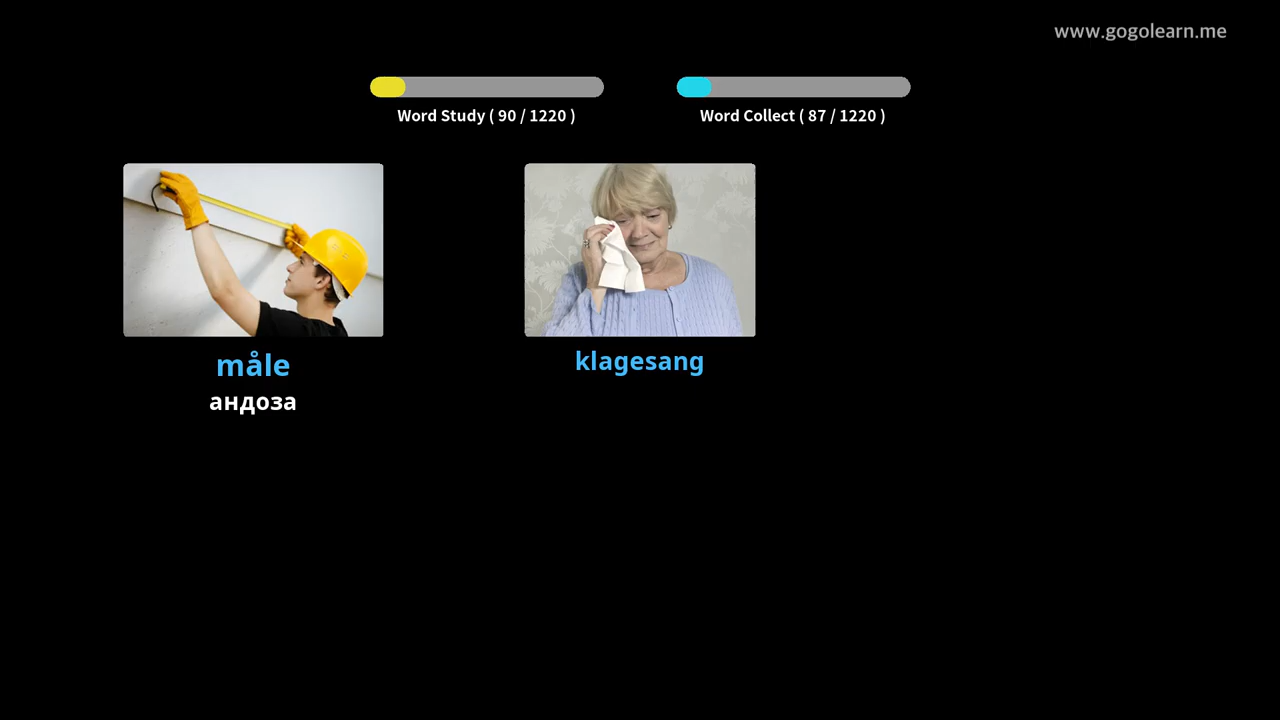 www.gogolearn.me
Word Study ( 90 / 1220 )
Word Collect ( 87 / 1220 )
måle
андоза
klagesang